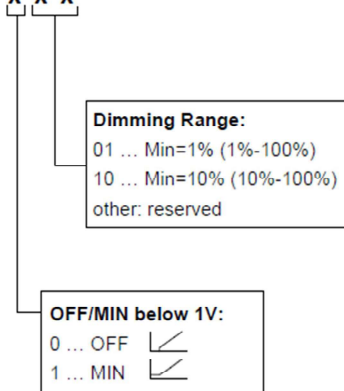 Dimming Range:
01 ... Min=1% (1%-100%)
10 ... Min=10% (10%-100%)
other: reserved
OFF/MIN below 1V:
0 ... OFF
1 ... MIN